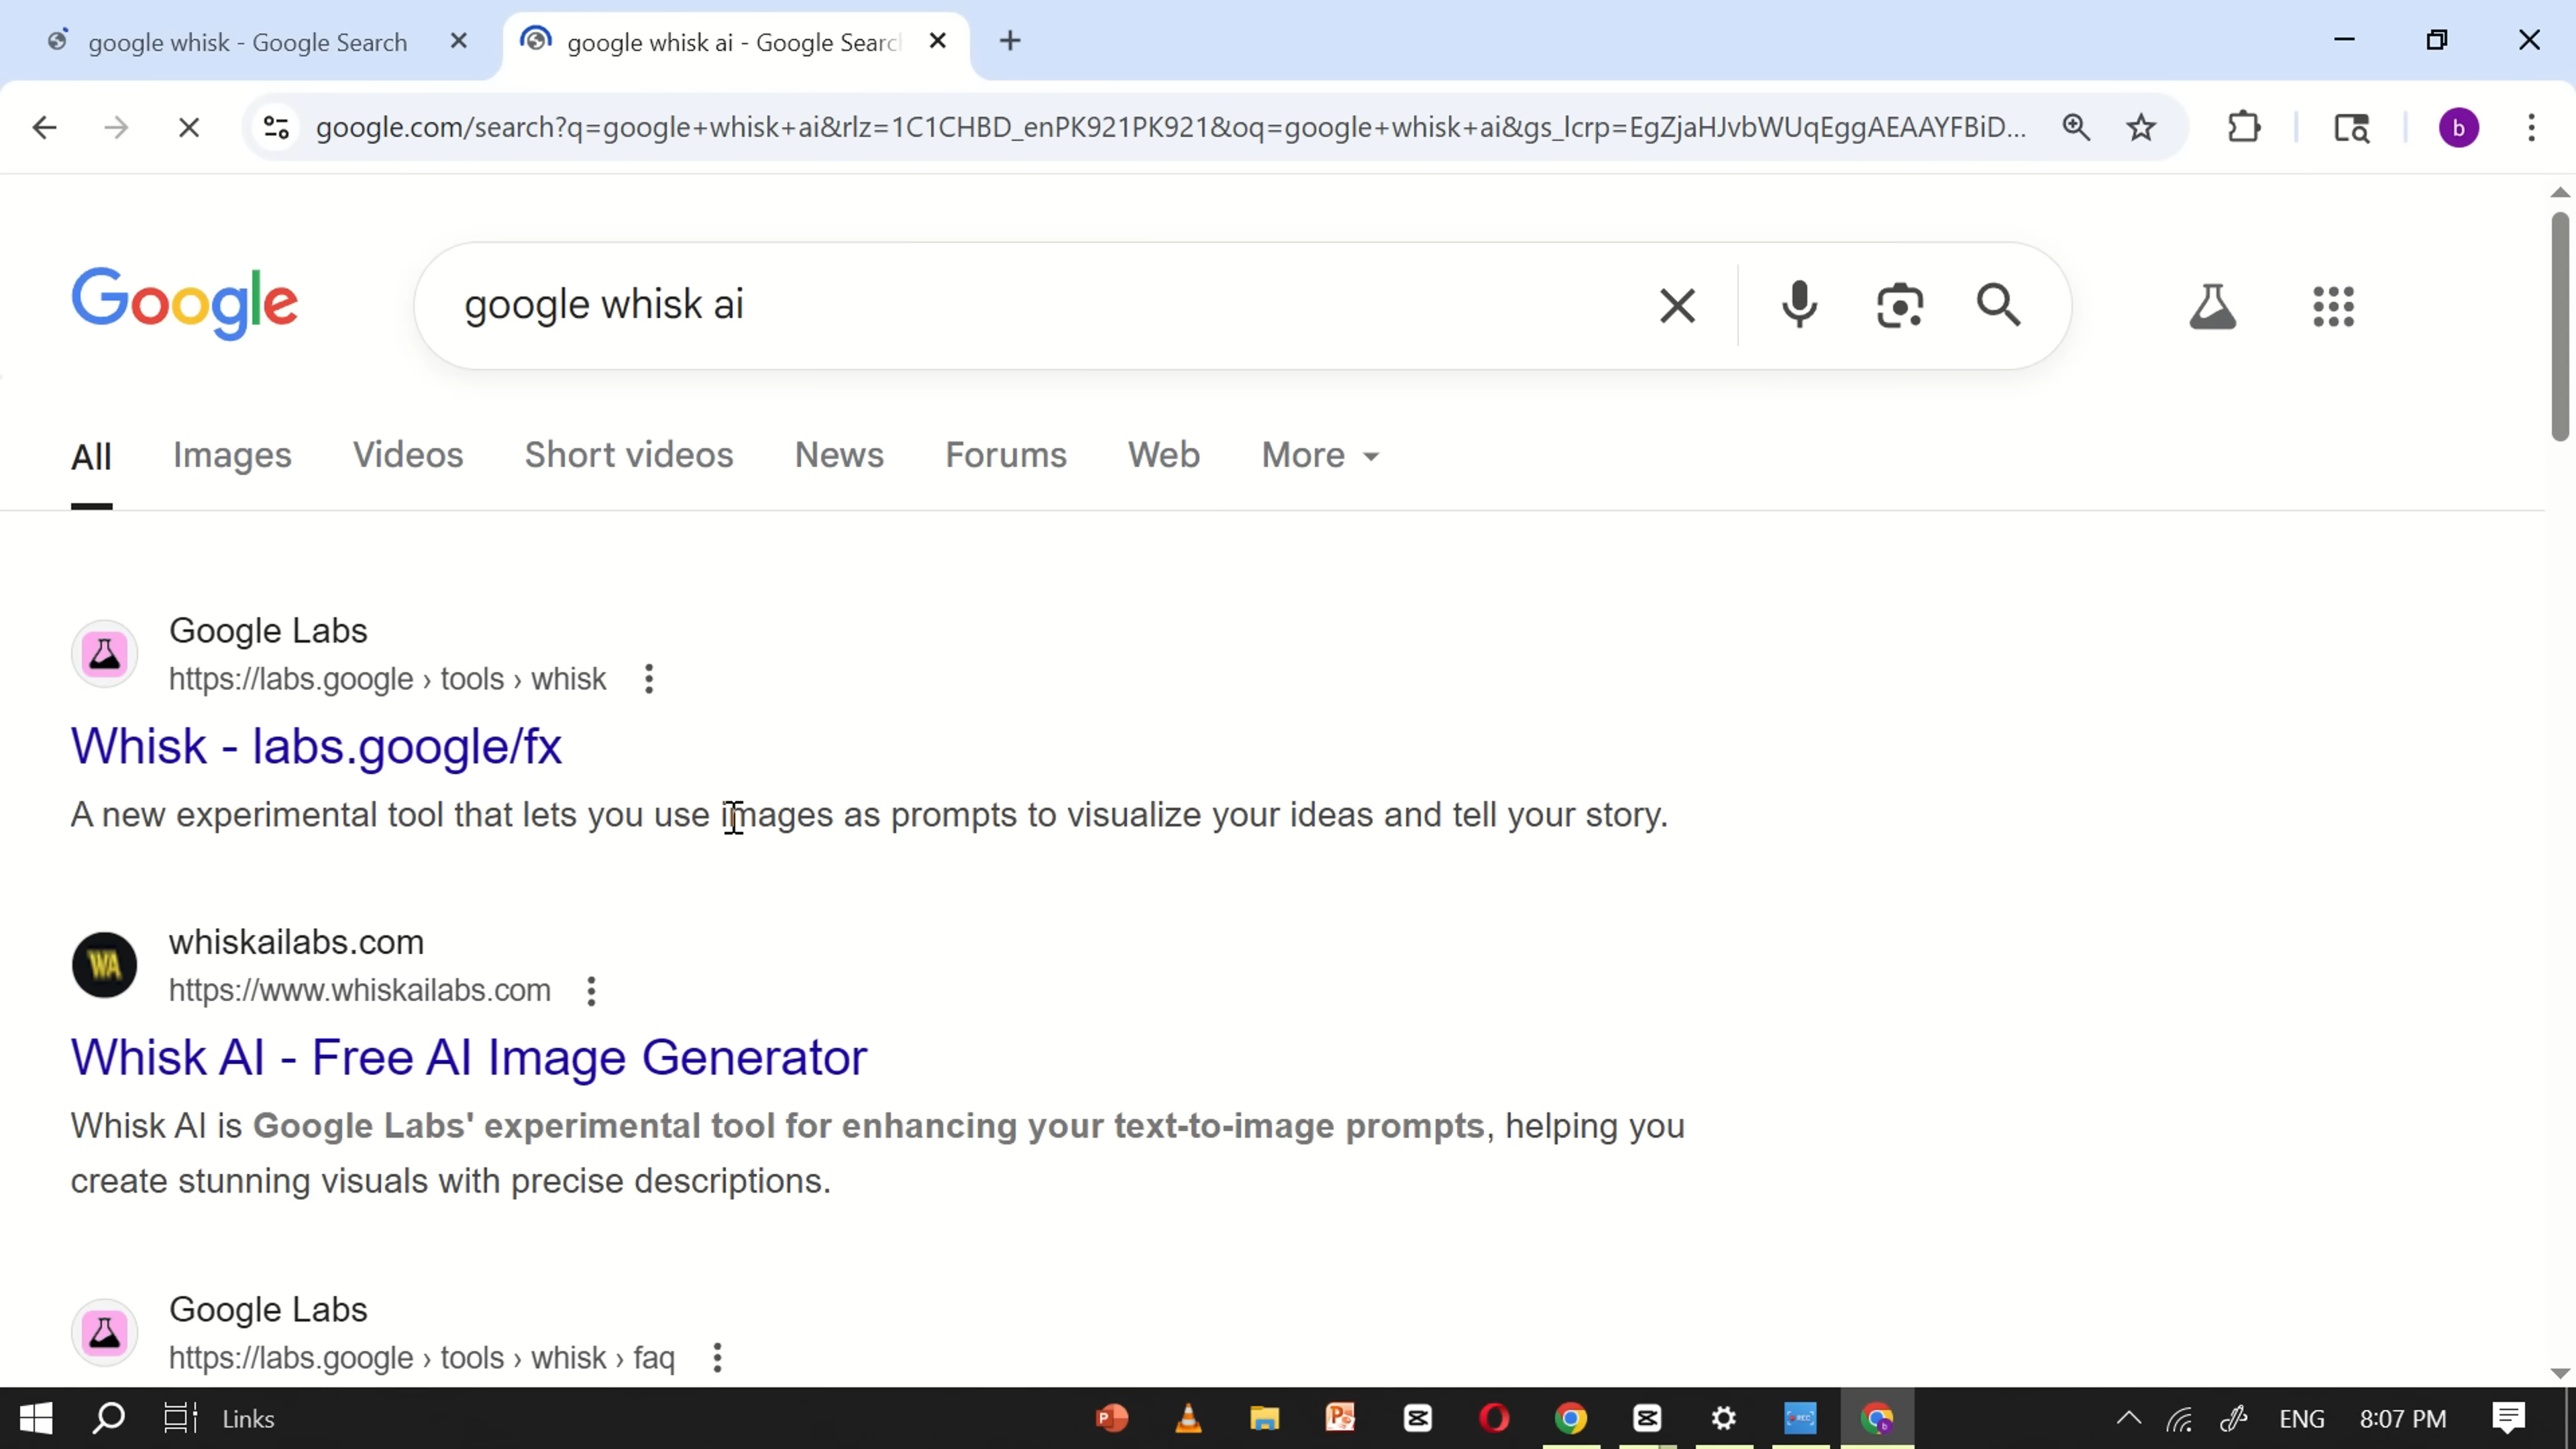 google whisk - Google Search
google whisk ai - Google Searc
google.com/search?q=google+whisk+ai&rlz=1C1CHBD_enPK921PK921&oq=google+whisk+ai&gs_lcrp=EgZjaHJvbWUqEggAEAAYFBiD...
b
Google
google whisk ai
All
Images
Videos
Short videos
News
Forums
Web
More
Google Labs
https://labs.google › tools › whisk
Whisk - labs.google/fx
A new experimental tool that lets you use images as prompts to visualize your ideas and tell your story.
WA
whiskailabs.com
https://www.whiskailabs.com
Whisk AI - Free AI Image Generator
Whisk AI is Google Labs' experimental tool for enhancing your text-to-image prompts, helping you
create stunning visuals with precise descriptions.
Google Labs
https://labs.google › tools › whisk › faq
Links
ENG
8:07 PM